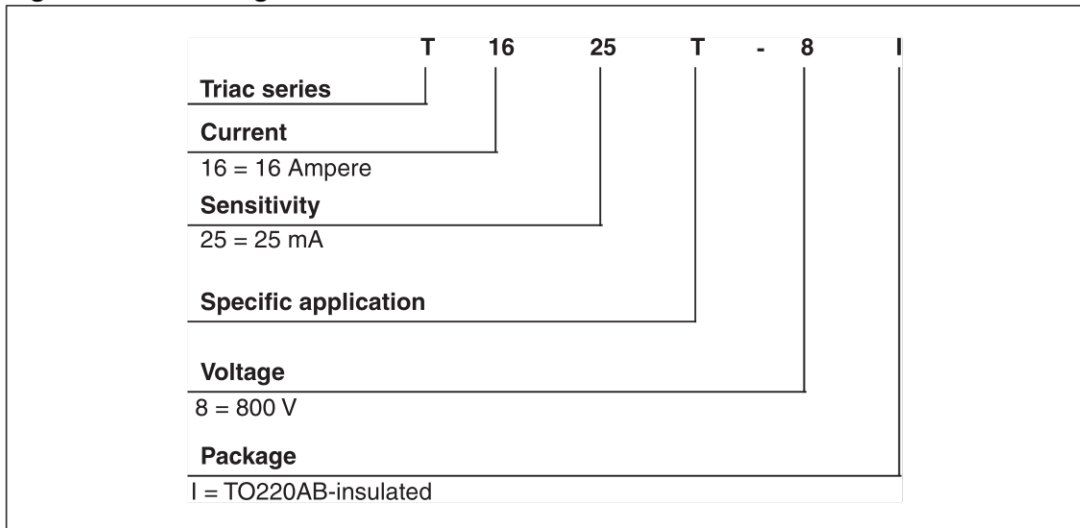 T 16 25 T - 8 I
Triac series
Current
16 = 16 Ampere
Sensitivity
25 = 25 mA
Specific application
Voltage
8 = 800 V
Package
I = TO220AB-insulated